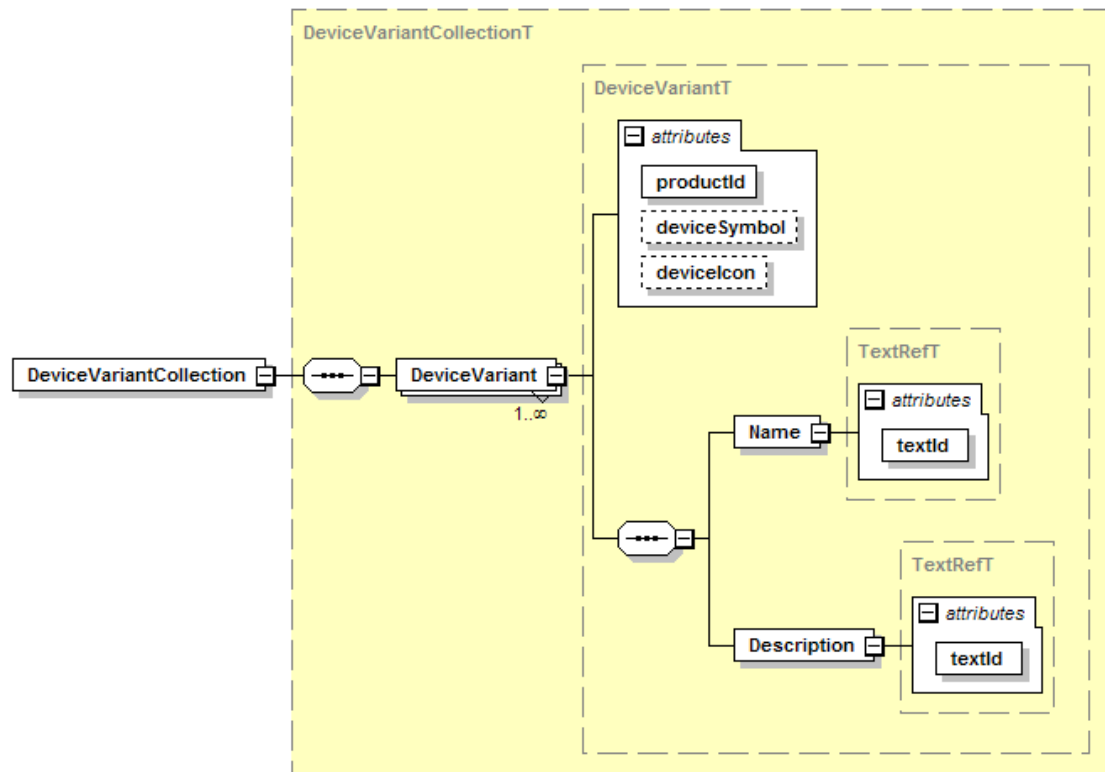 DeviceVariantCollectionT
DeviceVariantT
attributes
productId
deviceSymbol
deviceIcon
DeviceVariantCollection
DeviceVariant
1..∞
TextRefT
attributes
Name
textId
TextRefT
attributes
Description
textId